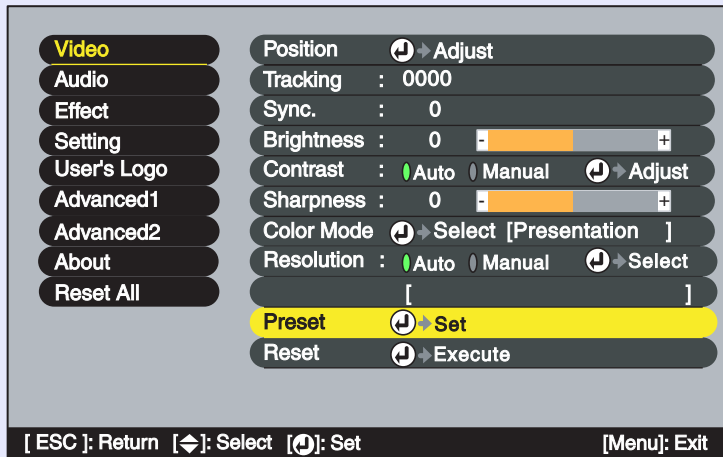 Video
Audio
Effect
Setting
User's Logo
Advanced1
Advanced2
About
Reset All
Position Adjust
Tracking : 0000
Sync. : 0
Brightness : 0 - +
Contrast : Auto Manual Adjust
Sharpness : 0 - +
Color Mode Select [Presentation ]
Resolution : Auto Manual Select
[ ]
Preset Set
Reset Execute
[ ESC ]: Return [ ]: Select [ ]: Set [Menu]: Exit